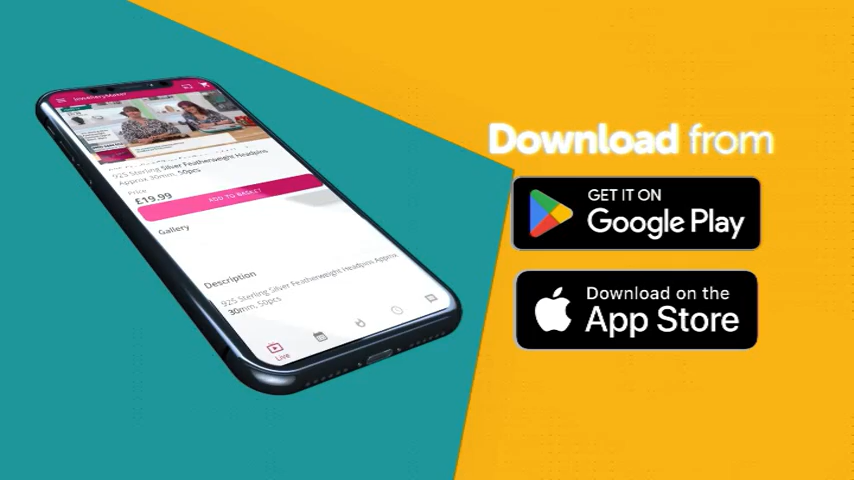 JewelleryMaker
925 Sterling Silver Featherweight Headpins
Approx 30mm, 50pcs
Price
£19.99
ADD TO BASKET
Gallery
Description
925 Sterling Silver Featherweight Headpins Approx
30mm, 50pcs
Live
Download from
GET IT ON
Google Play
Download on the
App Store